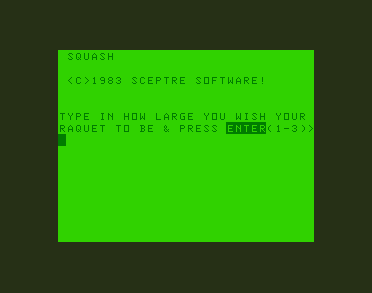 SQUASH
<C>1983 SCEPTRE SOFTWARE!
TYPE IN HOW LARGE YOU WISH YOUR
RAQUET TO BE & PRESS ENTER(1-3)>